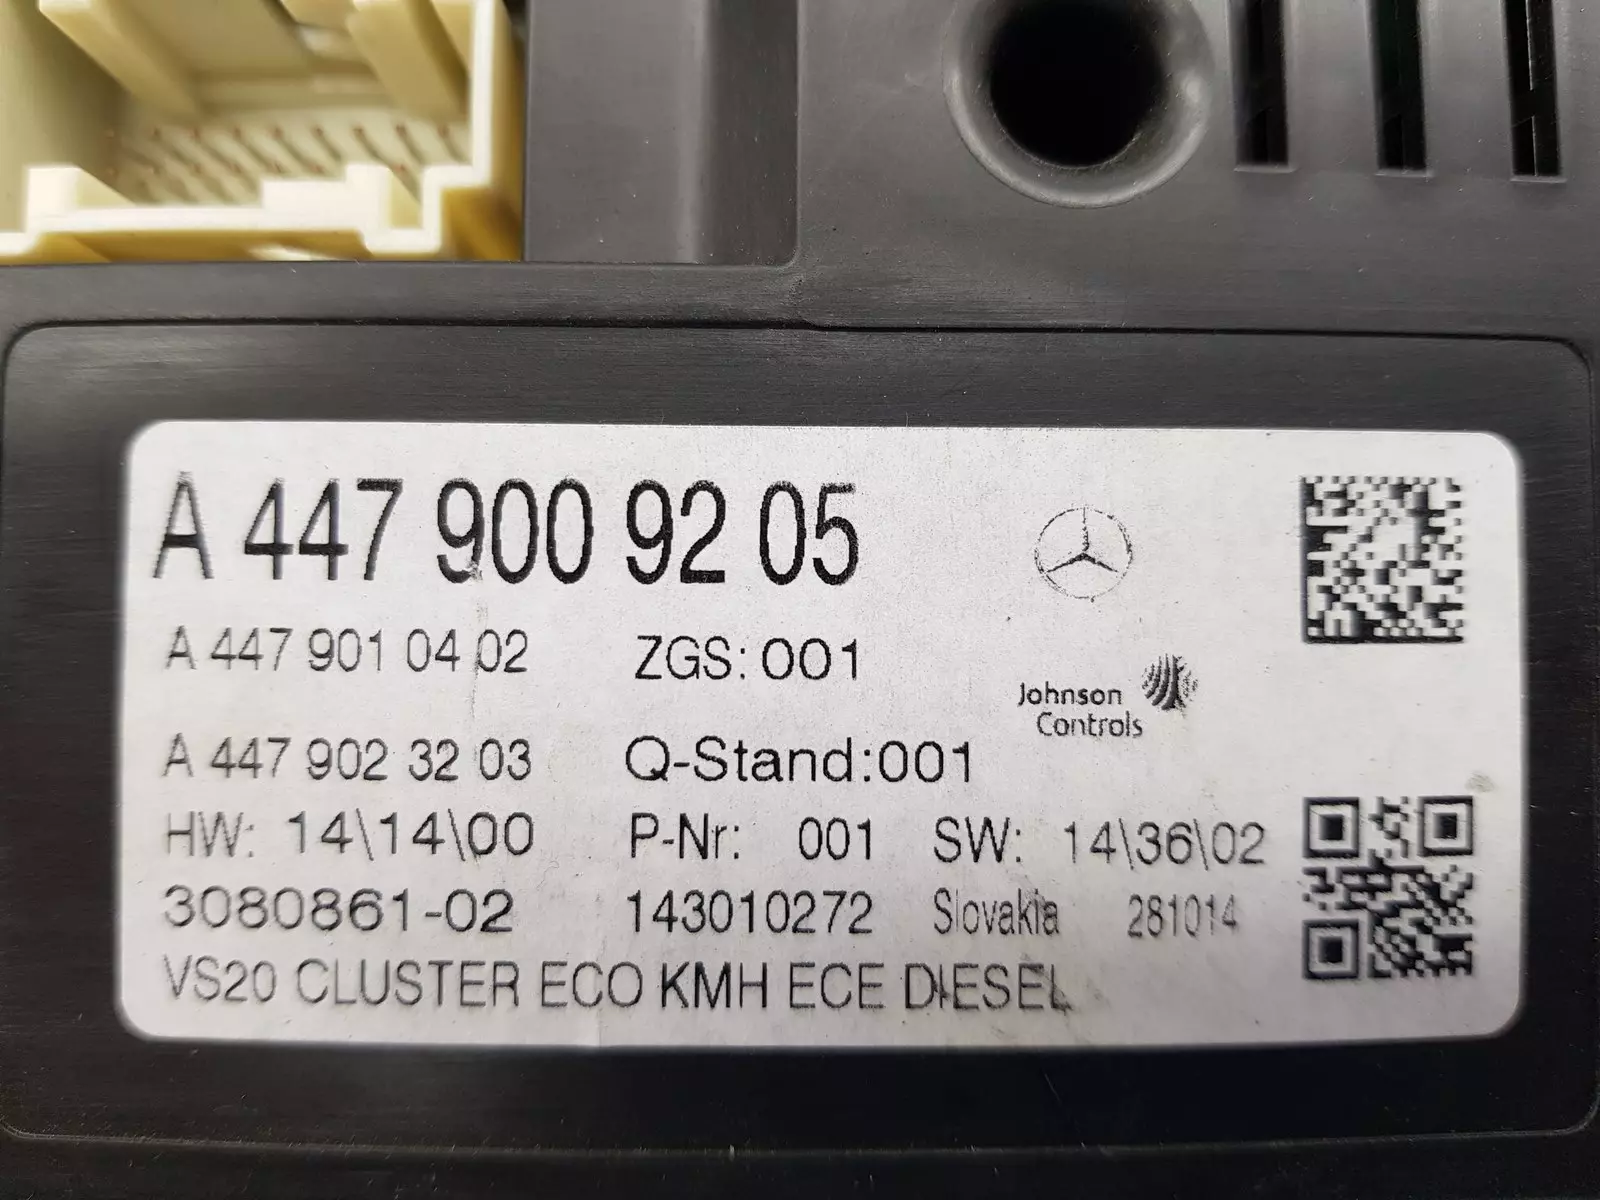 A 447 900 92 05
A 447 901 04 02 ZGS: 001
Johnson
Controls
A 447 902 32 03 Q-Stand:001
HW: 14\14\00 P-Nr: 001 SW: 14\36\02
3080861-02 143010272 Slovakia 281014
VS20 CLUSTER ECO KMH ECE DIESEL